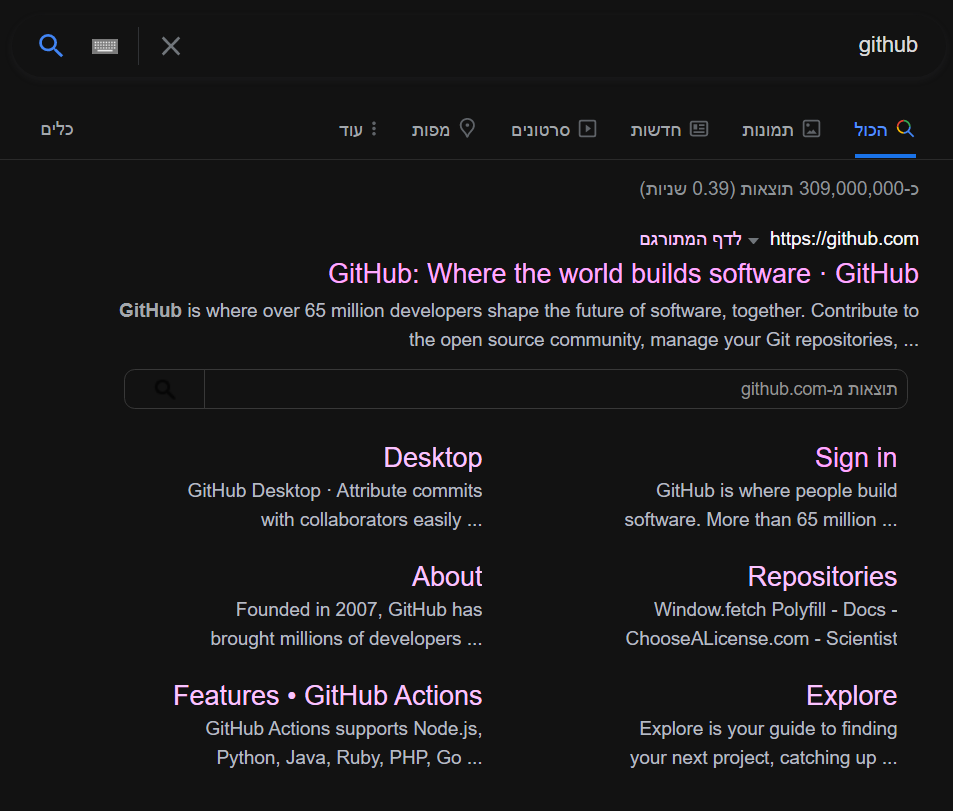 github
הכול תמונות חדשות סרטונים מפות עוד כלים
כ-309,000,000 תוצאות (0.39 שניות)
https://github.com לדף המתורגם
GitHub: Where the world builds software · GitHub
GitHub is where over 65 million developers shape the future of software, together. Contribute to
the open source community, manage your Git repositories, ...
תוצאות מ-github.com
Sign in
GitHub is where people build
software. More than 65 million ...
Desktop
GitHub Desktop · Attribute commits
with collaborators easily ...
Repositories
Window.fetch Polyfill - Docs -
ChooseALicense.com - Scientist
About
Founded in 2007, GitHub has
brought millions of developers ...
Explore
Explore is your guide to finding
your next project, catching up ...
Features • GitHub Actions
GitHub Actions supports Node.js,
Python, Java, Ruby, PHP, Go ...